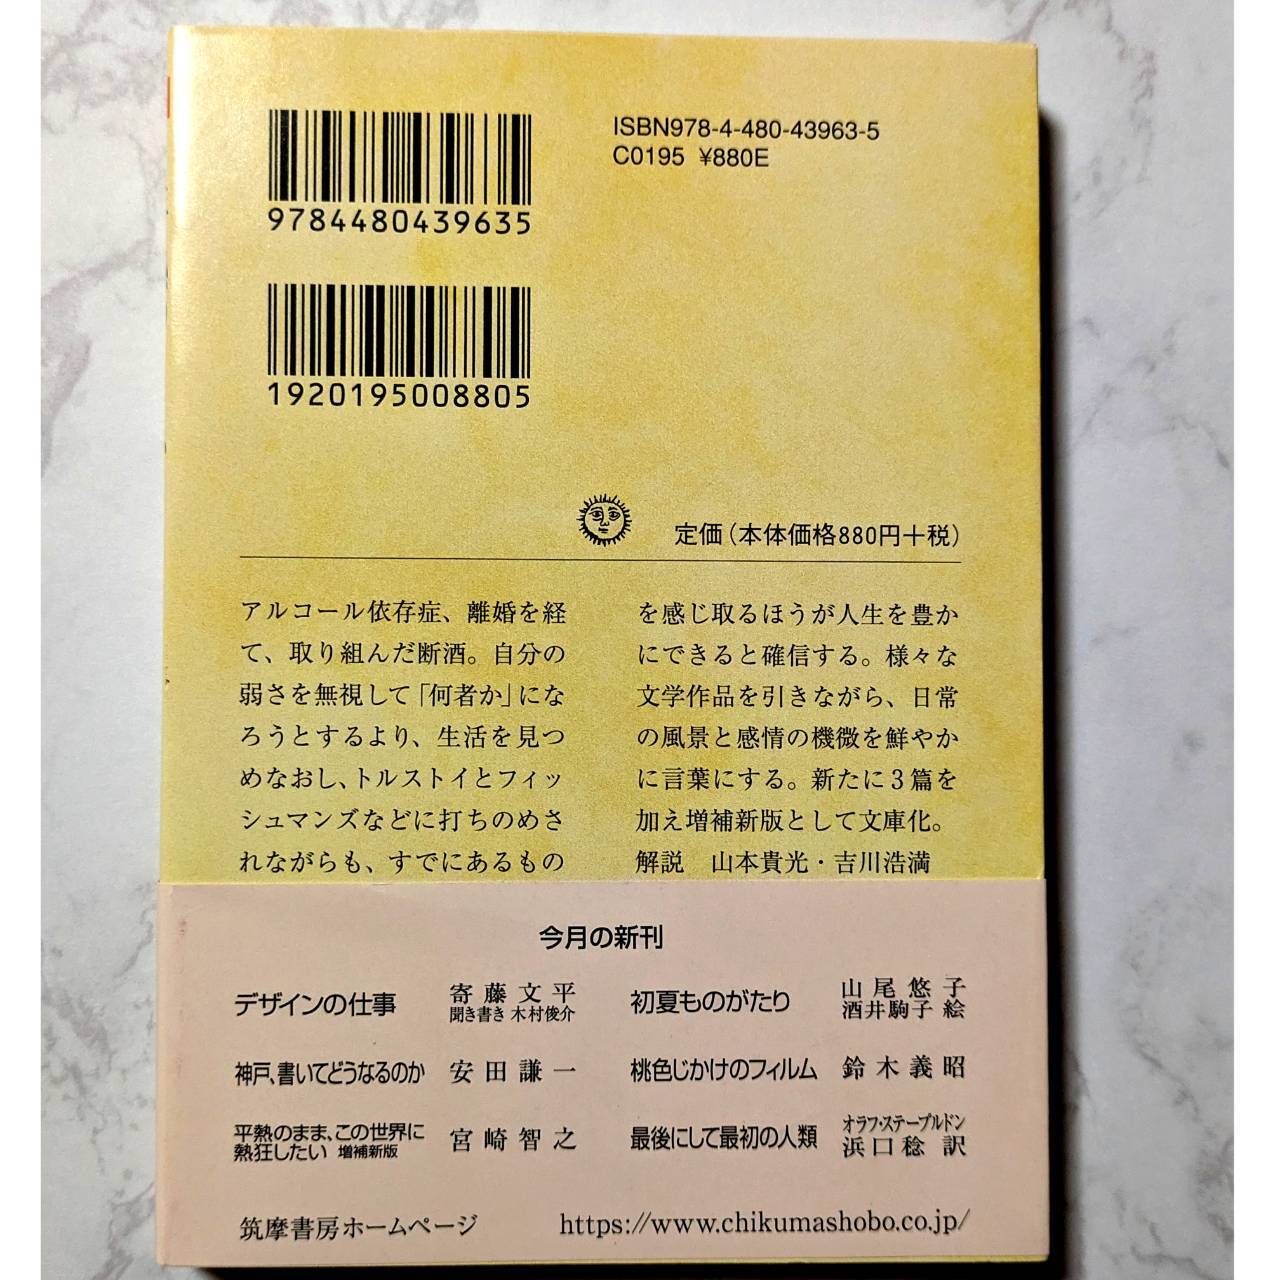 ISBN978-4-480-43963-5
C0195 ¥880E
9784480439635
1920195008805
定価(本体価格880円+税)
アルコール依存症、離婚を経
て、取り組んだ断酒。自分の
弱さを無視して「何者か」にな
ろうとするより、生活を見つ
めなおし、トルストイとフィッ
シュマンズなどに打ちのめさ
れながらも、すでにあるもの
を感じ取るほうが人生を豊か
にできると確信する。様々な
文学作品を引きながら、日常
の風景と感情の機微を鮮やか
に言葉にする。新たに3篇を
加え増補新版として文庫化。
解説 山本貴光・吉川浩満
今月の新刊
デザインの仕事 寄藤文平
聞き書き 木村俊介
神戸、書いてどうなるのか 安田謙一
平熱のまま、この世界に
熱狂したい 増補新版 宮崎智之
初夏ものがたり 山尾悠子
酒井駒子 絵
桃色じかけのフィルム 鈴木義昭
最後にして最初の人類 オラフ・ステープルドン
浜口稔 訳
筑摩書房ホームページ https://www.chikumashobo.co.jp/